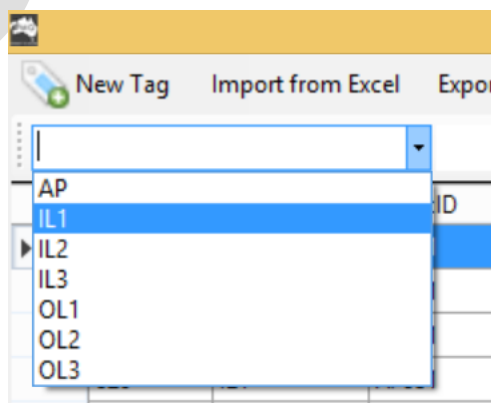 New Tag Import from Excel Expor
AP
ID
IL1
IL2
IL3
OL1
OL2
OL3